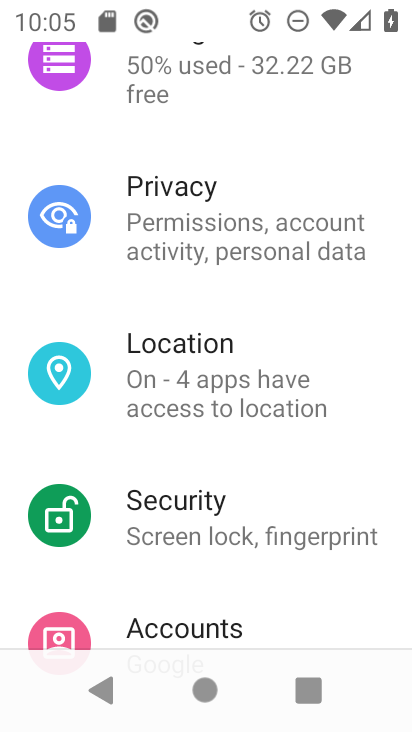 10:05
50% used - 32.22 GB
free
Privacy
Permissions, account
activity, personal data
Location
On - 4 apps have
access to location
Security
Screen lock, fingerprint
Accounts
Google